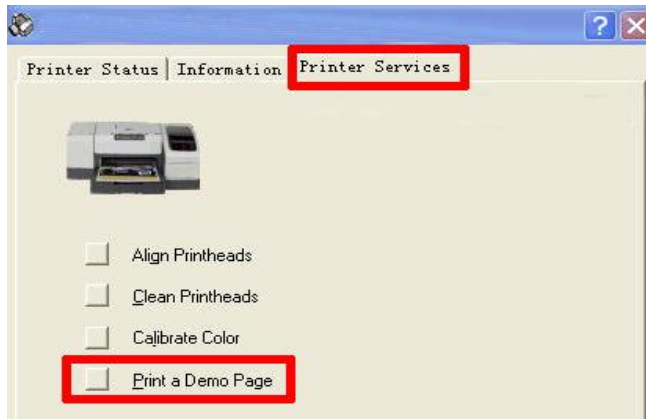 Printer Status Information Printer Services
Align Printheads
Clean Printheads
Calibrate Color
Print a Demo Page